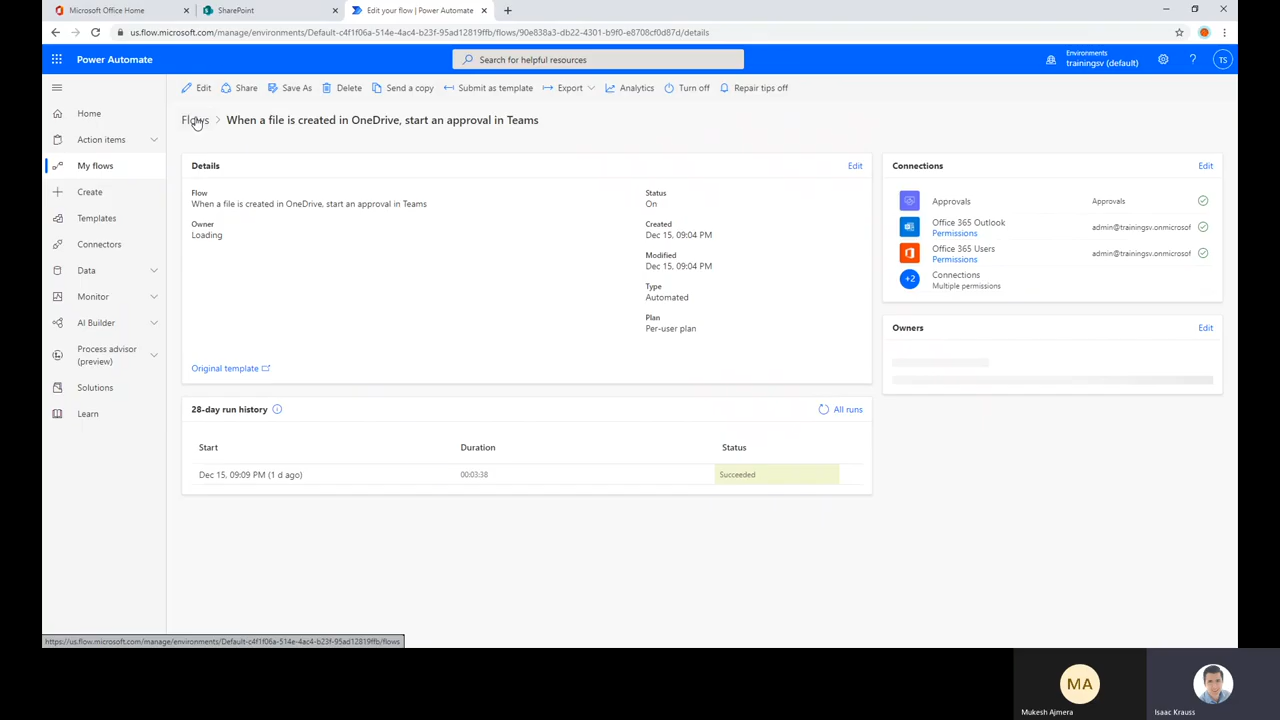 Microsoft Office Home
SharePoint
Edit your flow | Power Automate
us.flow.microsoft.com/manage/environments/Default-c4f1f06a-514e-4ac4-b23f-95ad12819ffb/flows/90e838a3-db22-4301-b9f0-e8708cf0d87d/details
Power Automate
Search for helpful resources
Environments
trainingsv (default)
TS
Edit
Share
Save As
Delete
Send a copy
Submit as template
Export
Analytics
Turn off
Repair tips off
Home
Action items
My flows
Create
Templates
Connectors
Data
Monitor
AI Builder
Process advisor
(preview)
Solutions
Learn
Flows > When a file is created in OneDrive, start an approval in Teams
Details
Edit
Flow
When a file is created in OneDrive, start an approval in Teams
Owner
Loading
Status
On
Created
Dec 15, 09:04 PM
Modified
Dec 15, 09:04 PM
Type
Automated
Plan
Per-user plan
Original template
28-day run history
All runs
Start Duration Status
Dec 15, 09:09 PM (1 d ago) 00:03:38 Succeeded
Connections
Edit
Approvals Approvals
Office 365 Outlook
Permissions
admin@trainingsv.onmicrosof
Office 365 Users
Permissions
admin@trainingsv.onmicrosof
+2
Connections
Multiple permissions
Owners
Edit
https://us.flow.microsoft.com/manage/environments/Default-c4f1f06a-514e-4ac4-b23f-95ad12819ffb/flows
MA
Mukesh Ajmera
Isaac Krauss